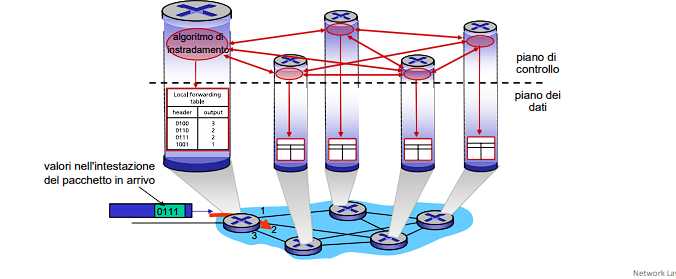 algoritmo di
instradamento
piano di
controllo
piano dei
dati
Local forwarding
table
header output
0100 3
0110 2
0111 2
1001 1
valori nell'intestazione
del pacchetto in arrivo
0111
1
2
3
Network La